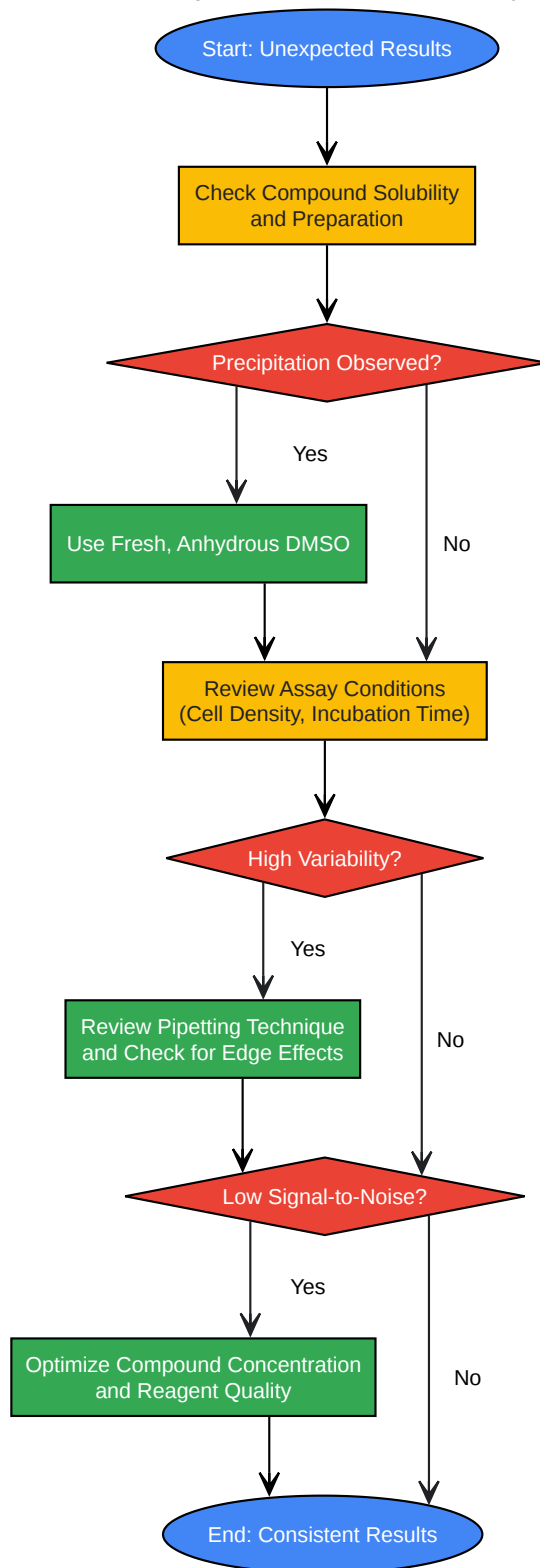 Start: Unexpected Results
Check Compound Solubility
and Preparation
Precipitation Observed?
Yes
Use Fresh, Anhydrous DMSO
No
Review Assay Conditions
(Cell Density, Incubation Time)
High Variability?
Yes
Review Pipetting Technique
and Check for Edge Effects
No
Low Signal-to-Noise?
Yes
Optimize Compound Concentration
and Reagent Quality
No
End: Consistent Results